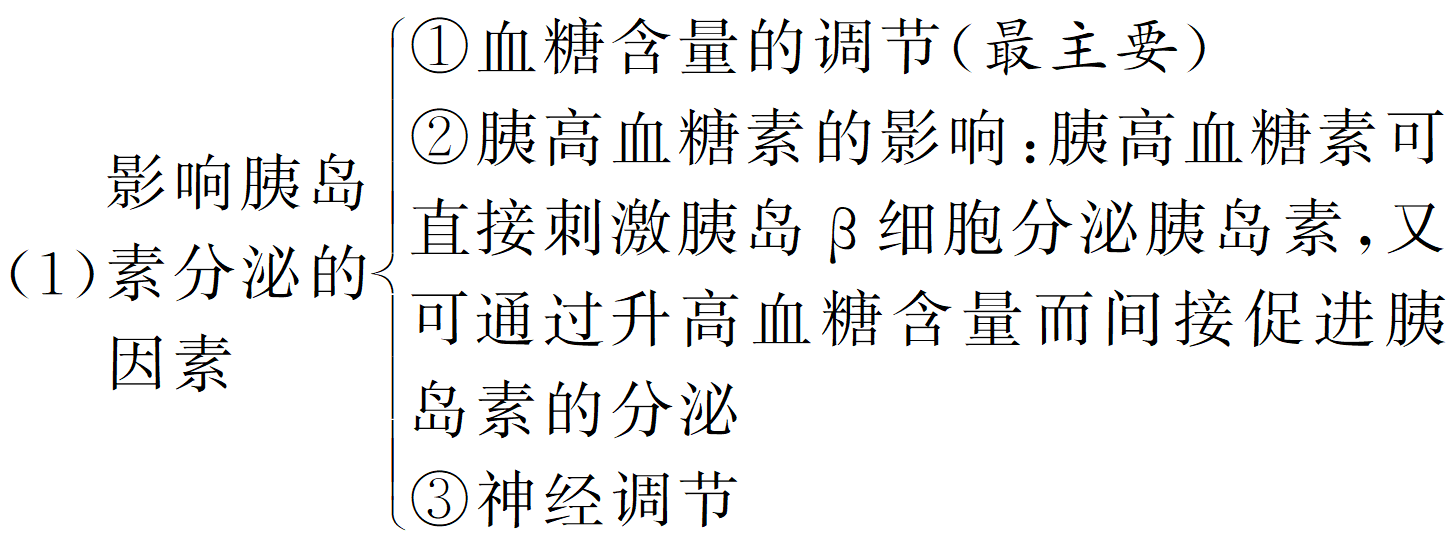 (1)影响胰岛
素分泌的
因素
①血糖含量的调节(最主要)
②胰高血糖素的影响:胰高血糖素可
直接刺激胰岛β细胞分泌胰岛素,又
可通过升高血糖含量而间接促进胰
岛素的分泌
③神经调节